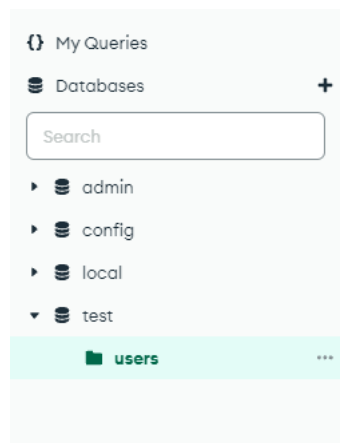 {} My Queries
Databases +
Search
admin
config
local
test
users ...